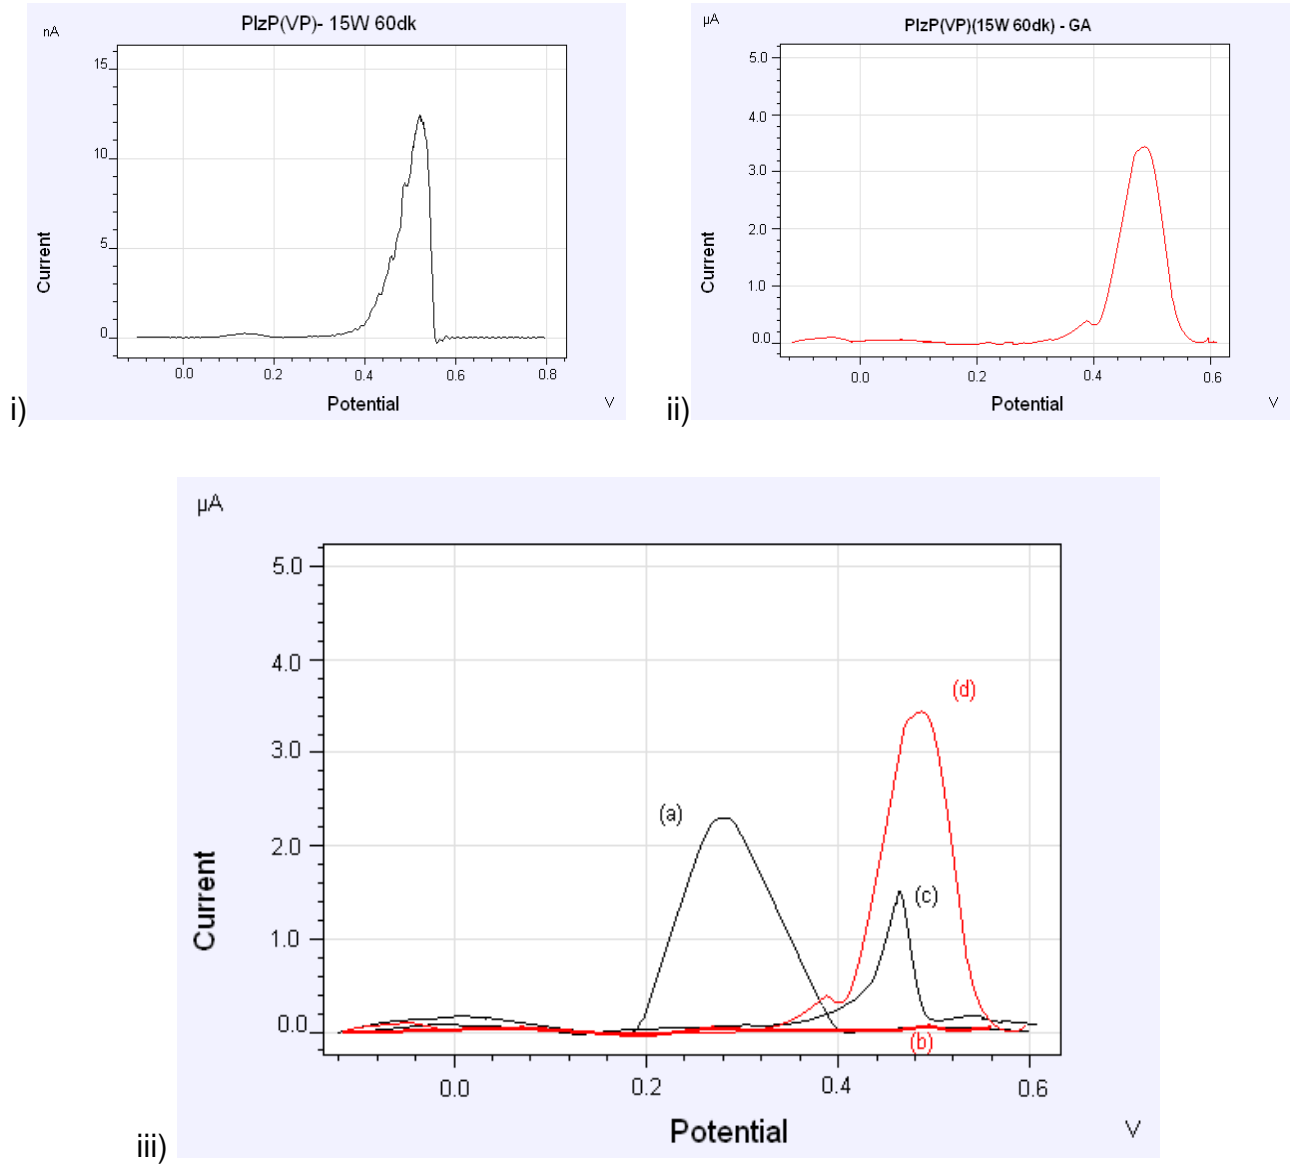 PlzP(VP)- 15W 60dk
nA
15
10
5
0
Current
0.0 0.2 0.4 0.6 0.8
Potential
V
i)
PlzP(VP)(15W 60dk) - GA
µA
5.0
4.0
3.0
2.0
1.0
0.0
Current
0.0 0.2 0.4 0.6
Potential
V
ii)
µA
5.0
4.0
3.0
2.0
1.0
0.0
Current
(d)
(a)
(c)
(b)
0.0 0.2 0.4 0.6
Potential
V
iii)